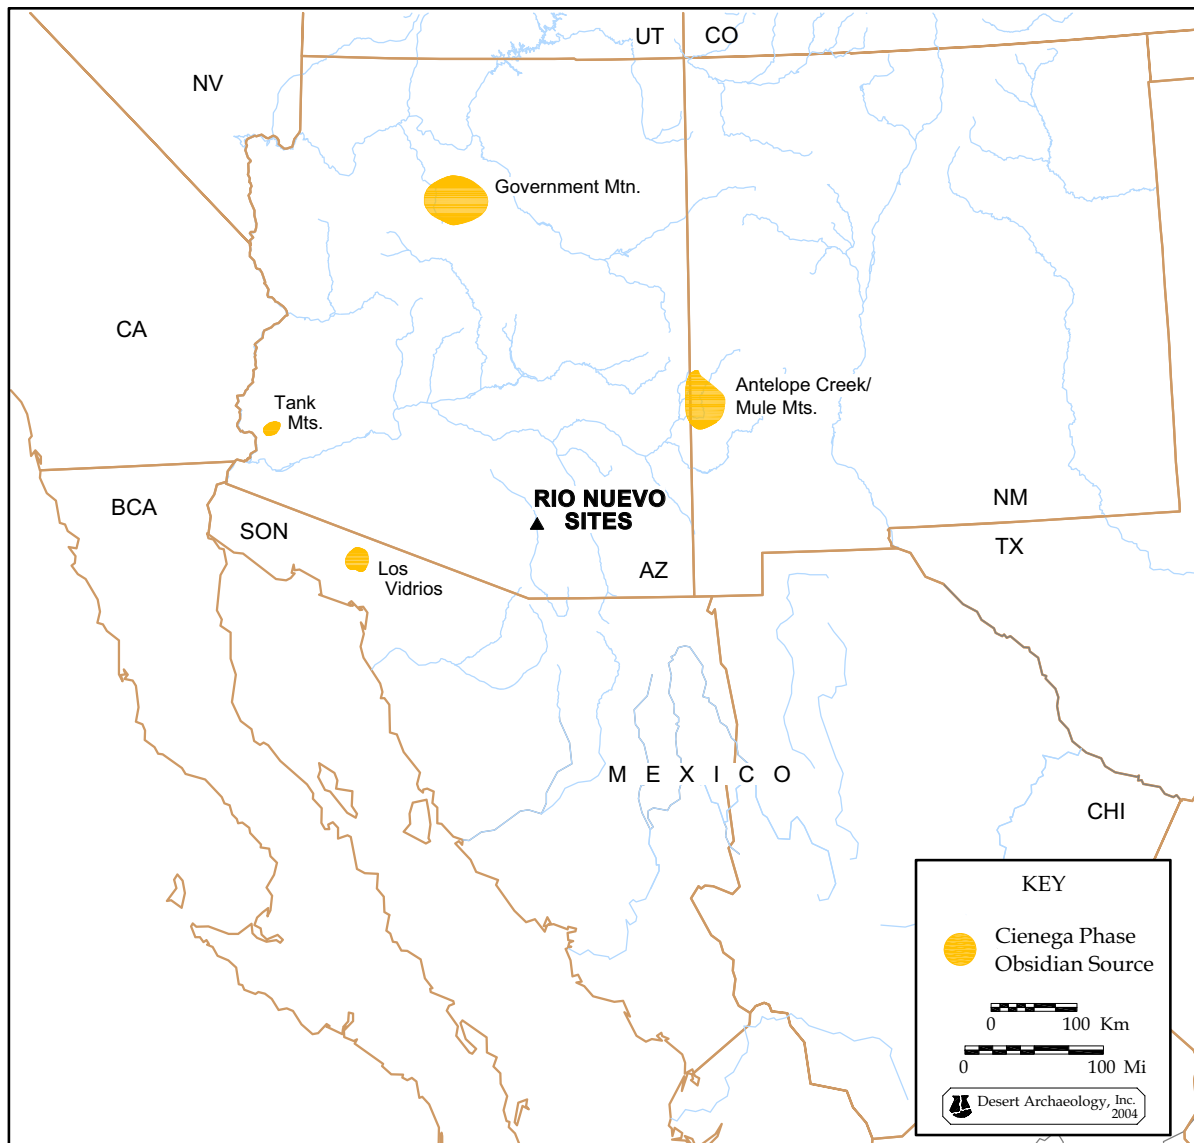 UT
CO
NV
Government Mtn.
CA
Antelope Creek/
Mule Mts.
Tank
Mts.
BCA
RIO NUEVO
SITES
NM
SON
TX
AZ
Los
Vidrios
MEXICO
CHI
KEY
Cienega Phase
Obsidian Source
0 100 Km
0 100 Mi
Desert Archaeology, Inc.
2004